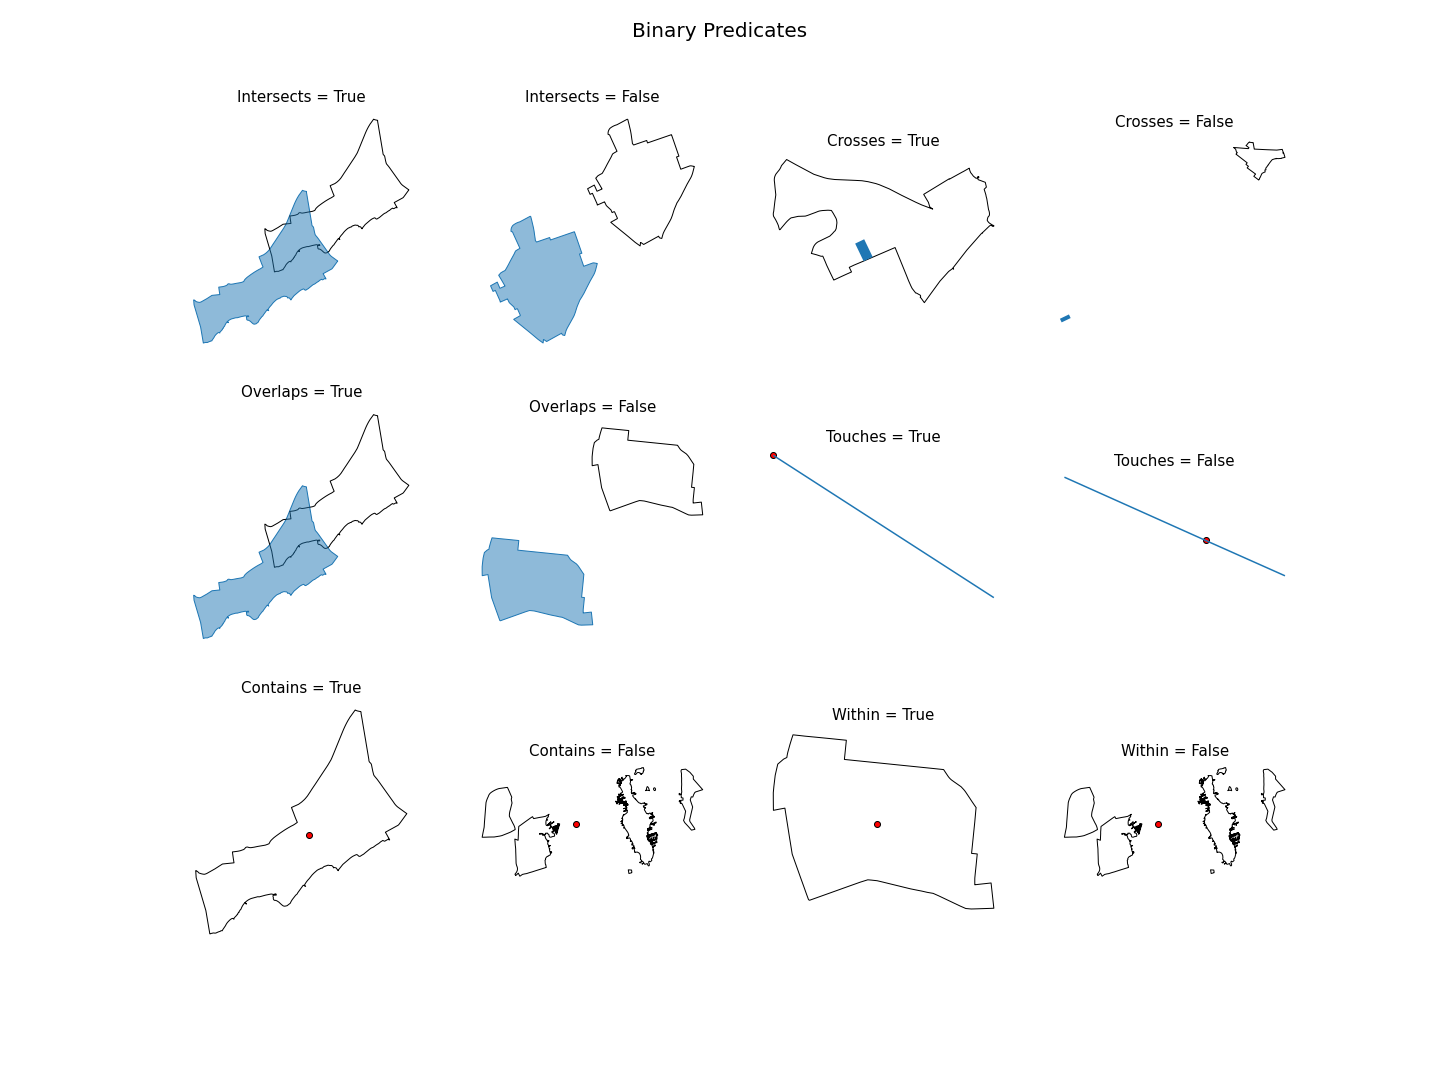 Binary Predicates
Intersects = True
Intersects = False
Crosses = True
Crosses = False
Overlaps = True
Overlaps = False
Touches = True
Touches = False
Contains = True
Contains = False
Within = True
Within = False